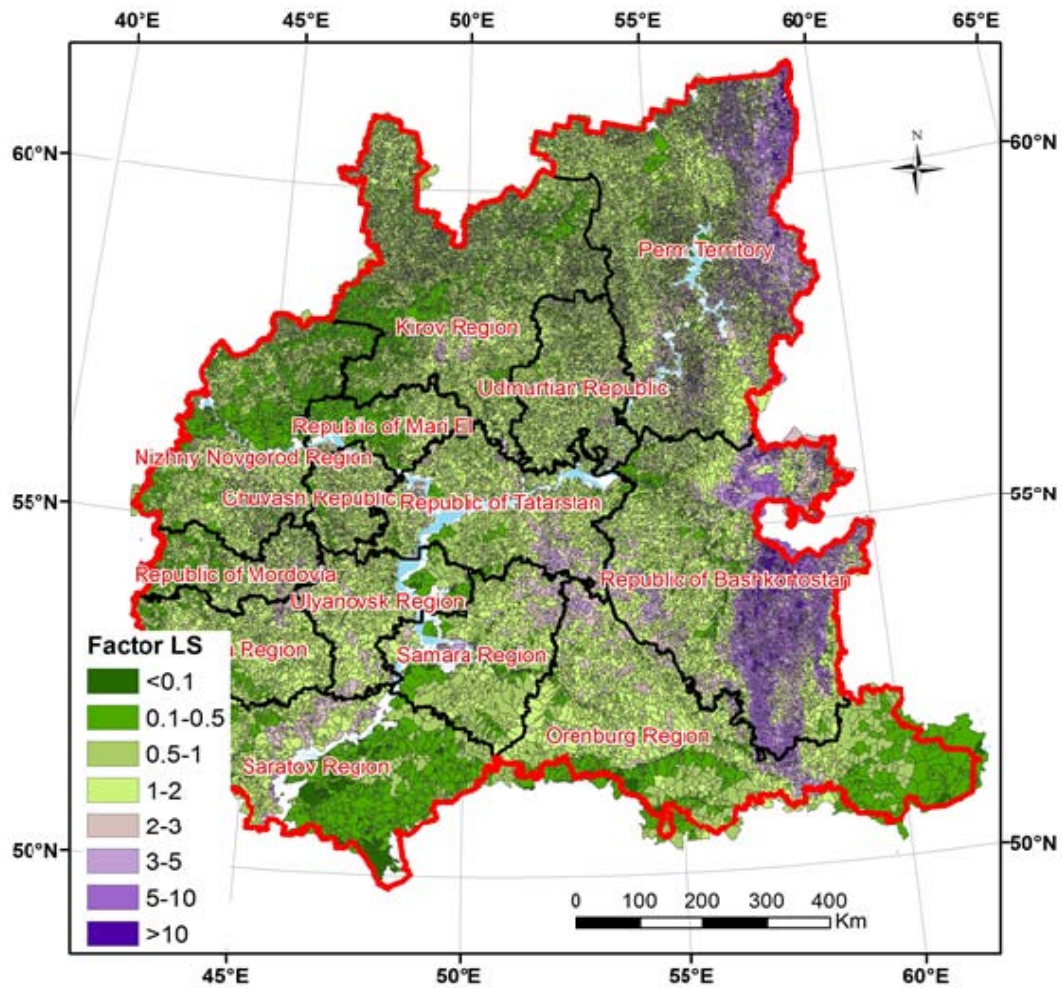 40°E 45°E 50°E 55°E 60°E 65°E
N
60°N 60°N
Perm Territory
Kirov Region
Udmurtian Republic
Republic of Mari El
Nizhny Novgorod Region
Chuvash Republic
Republic of Tatarslan
55°N 55°N
Republic of Mordovia
Republic of Bashkortostan
Ulyanovsk Region
Region
Samara Region
Orenburg Region
Saratov Region
Factor LS
<0.1
0.1-0.5
0.5-1
1-2
2-3
3-5
5-10
>10
50°N 50°N
0 100 200 300 400
Km
45°E 50°E 55°E 60°E